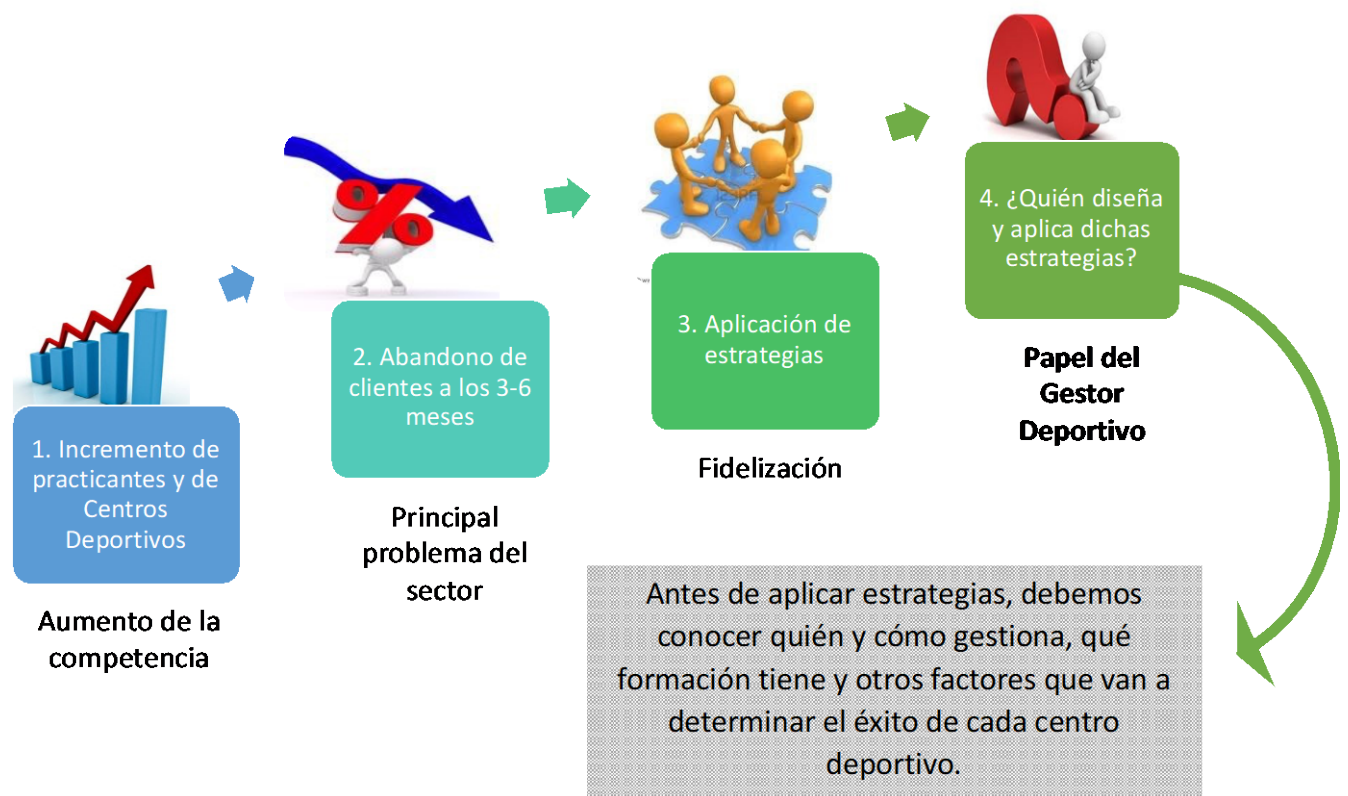 1. Incremento de
practicantes y de
Centros
Deportivos
Aumento de la
competencia
2. Abandono de
clientes a los 3-6
meses
Principal
problema del
sector
3. Aplicación de
estrategias
Fidelización
4. ¿Quién diseña
y aplica dichas
estrategias?
Papel del
Gestor
Deportivo
Antes de aplicar estrategias, debemos
conocer quién y cómo gestiona, qué
formación tiene y otros factores que van a
determinar el éxito de cada centro
deportivo.